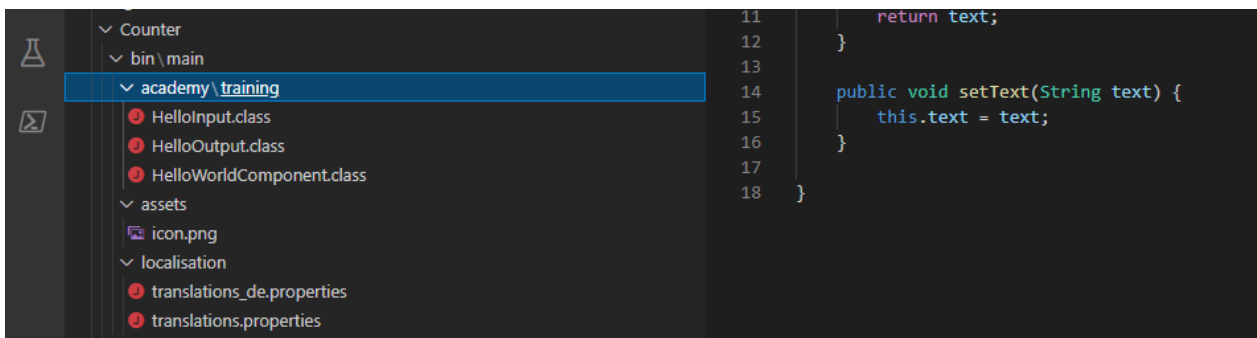 Counter
bin\main
academy\training
HelloInput.class
HelloOutput.class
HelloWorldComponent.class
assets
icon.png
localisation
translations_de.properties
translations.properties
11 return text;
12 }
13
14 public void setText(String text) {
15 this.text = text;
16 }
17
18 }